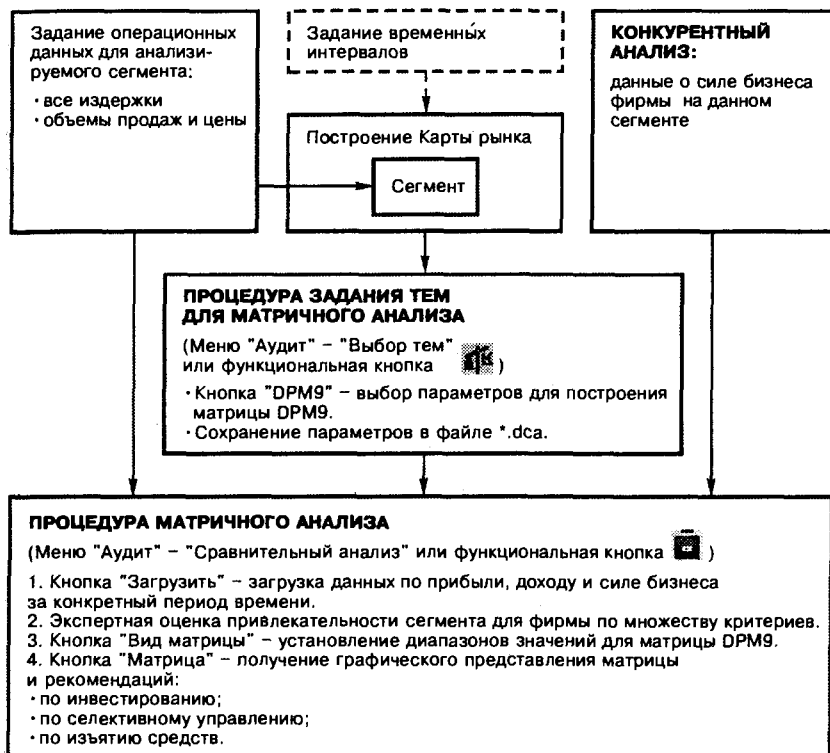 Задание операционных
данных для анализи-
руемого сегмента:
· все издержки
· объемы продаж и цены
Задание временны́х
интервалов
КОНКУРЕНТНЫЙ
АНАЛИЗ:
данные о силе бизнеса
фирмы на данном
сегменте
Построение Карты рынка
Сегмент
ПРОЦЕДУРА ЗАДАНИЯ ТЕМ
ДЛЯ МАТРИЧНОГО АНАЛИЗА
(Меню "Аудит" – "Выбор тем"
или функциональная кнопка )
· Кнопка "DPM9" – выбор параметров для построения
матрицы DPM9.
· Сохранение параметров в файле *.dca.
ПРОЦЕДУРА МАТРИЧНОГО АНАЛИЗА
(Меню "Аудит" – "Сравнительный анализ" или функциональная кнопка )
1. Кнопка "Загрузить" – загрузка данных по прибыли, доходу и силе бизнеса
за конкретный период времени.
2. Экспертная оценка привлекательности сегмента для фирмы по множеству критериев.
3. Кнопка "Вид матрицы" – установление диапазонов значений для матрицы DPM9.
4. Кнопка "Матрица" – получение графического представления матрицы
и рекомендаций:
· по инвестированию;
· по селективному управлению;
· по изъятию средств.